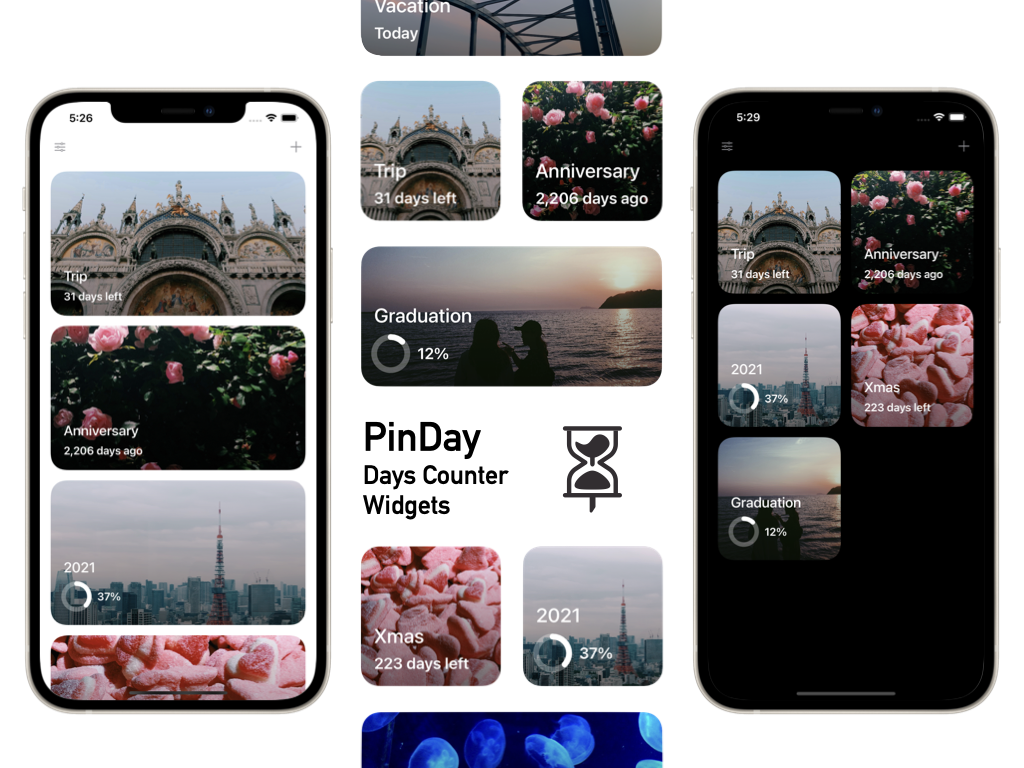 5:26
Trip
31 days left
Anniversary
2,206 days ago
2021
37%
Vacation
Today
Trip
31 days left
Anniversary
2,206 days ago
Graduation
12%
PinDay
Days Counter
Widgets
Xmas
223 days left
2021
37%
5:29
Trip
31 days left
Anniversary
2,206 days ago
2021
37%
Xmas
223 days left
Graduation
12%